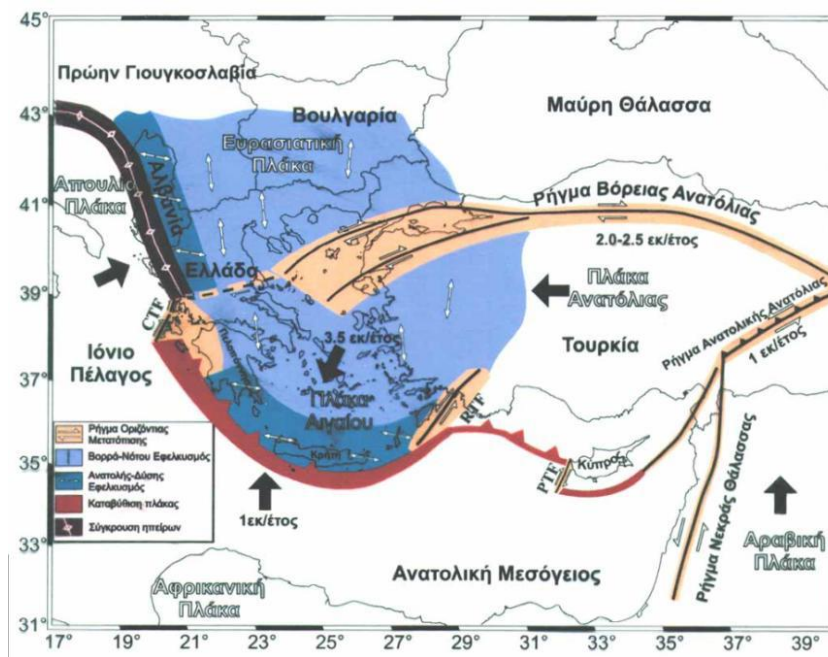 45°
43°
41°
39°
37°
35°
33°
31°
17°
19°
21°
23°
25°
27°
29°
31°
33°
35°
37°
39°
Πρώην Γιουγκοσλαβία
Βουλγαρία
Μαύρη Θάλασσα
Ευρασιατική
Πλάκα
Αλβανία
Απουλία
Πλάκα
Ρήγμα Βόρειας Ανατόλιας
2.0-2.5 εκ/έτος
Ελλάδα
Πλάκα
Ανατόλιας
Ρήγμα Ανατολικής Ανατόλιας
1 εκ/έτος
CTF
Ιόνιο
Πέλαγος
3.5 εκ/έτος
Τουρκία
Πλάκα
Αιγαίου
RTF
Κρήτη
PTF
Κύπρος
1εκ/έτος
Ρήγμα Νεκράς Θάλασσας
Αραβική
Πλάκα
Ανατολική Μεσόγειος
Αφρικανική
Πλάκα
Ρήγμα Οριζόντιας
Μετατόπισης
Βορρά-Νότου Εφελκυσμός
Ανατολής-Δύσης
Εφελκυσμός
Καταβύθιση πλάκας
Σύγκρουση ηπείρων